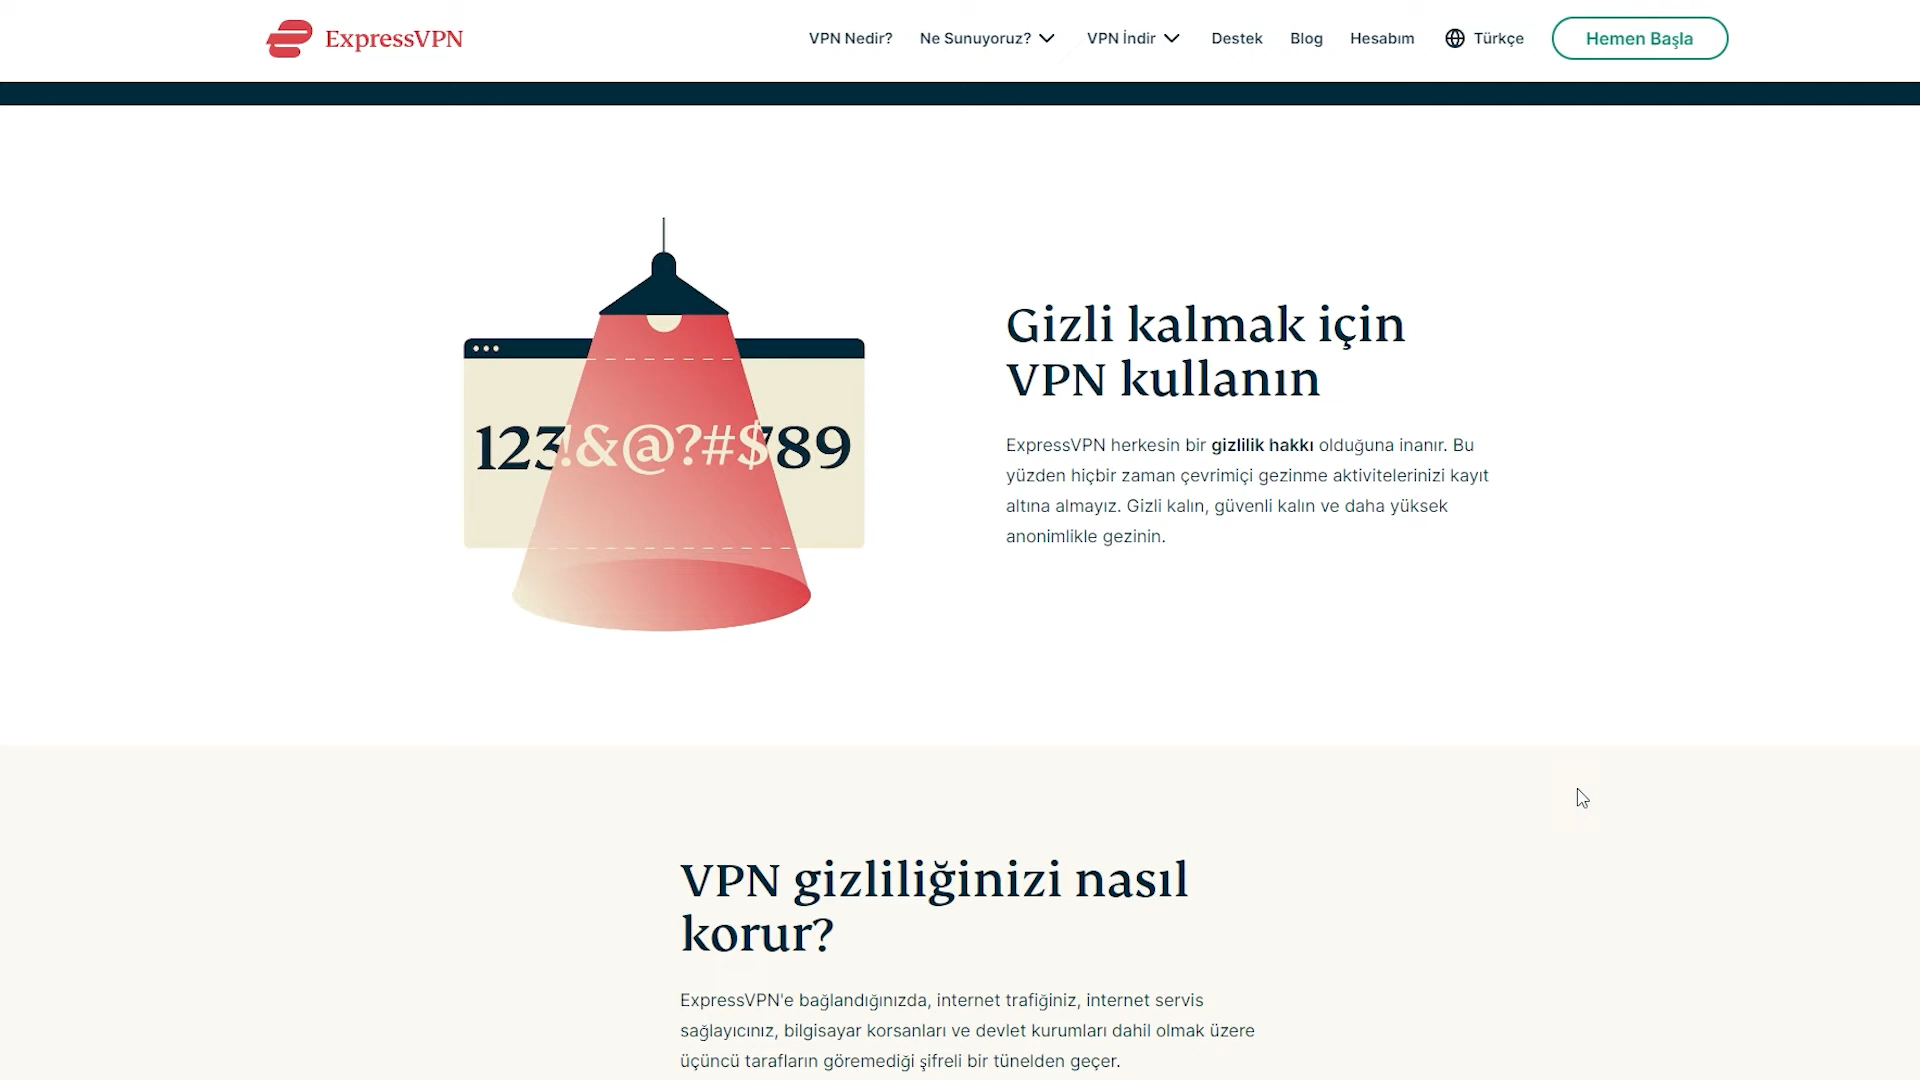 ExpressVPN
VPN Nedir?
Ne Sunuyoruz?
VPN İndir
Destek
Blog
Hesabım
Türkçe
Hemen Başla
123!&@?#$789
Gizli kalmak için
VPN kullanın
ExpressVPN herkesin bir gizlilik hakkı olduğuna inanır. Bu
yüzden hiçbir zaman çevrimiçi gezinme aktivitelerinizi kayıt
altına almayız. Gizli kalın, güvenli kalın ve daha yüksek
anonimlikle gezinin.
VPN gizliliğinizi nasıl
korur?
ExpressVPN'e bağlandığınızda, internet trafiğiniz, internet servis
sağlayıcınız, bilgisayar korsanları ve devlet kurumları dahil olmak üzere
üçüncü tarafların göremediği şifreli bir tünelden geçer.